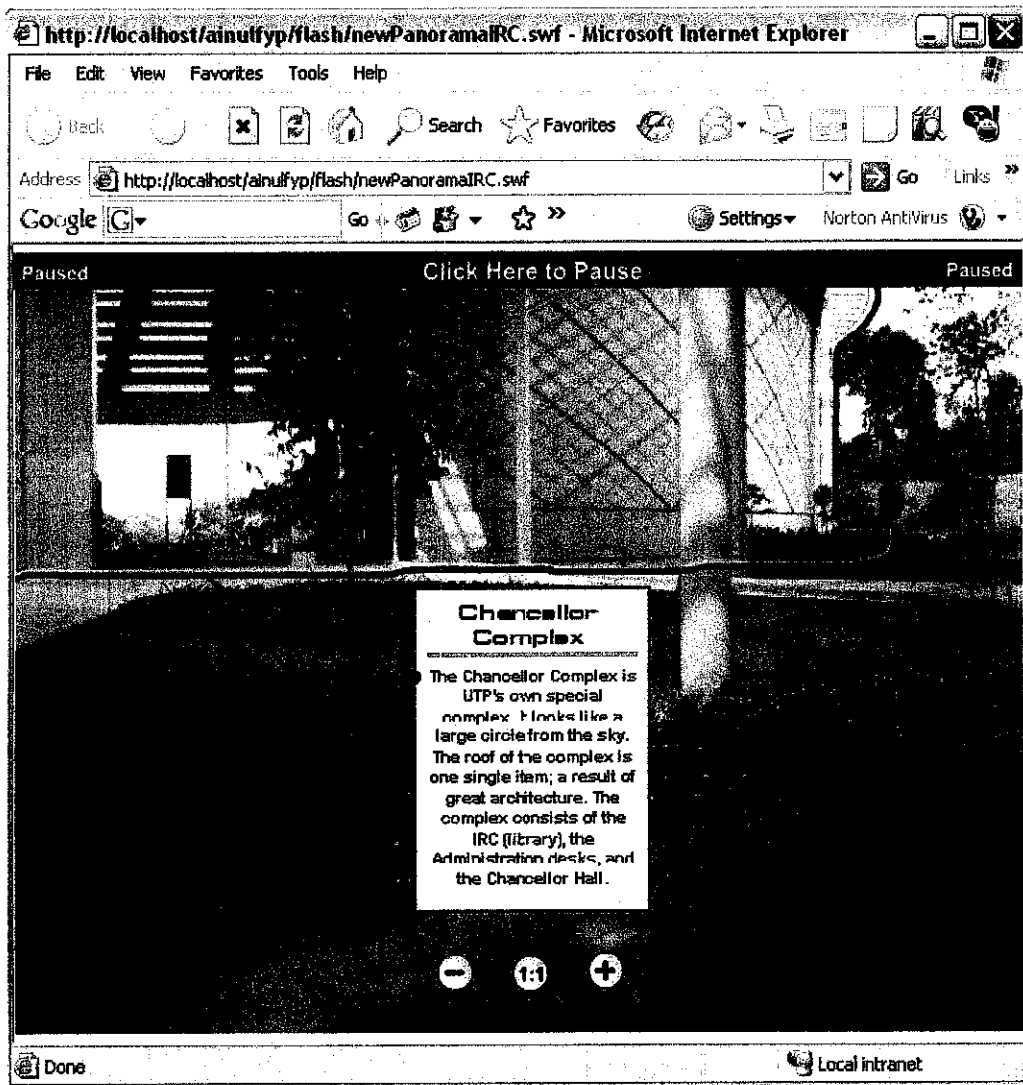 http://localhost/ainulfyp/flash/newPanoramaIRC.swf - Microsoft Internet Explorer
File Edit View Favorites Tools Help
Back Search Favorites
Address http://localhost/ainulfyp/flash/newPanoramaIRC.swf Go Links »
Google G Go » Settings Norton AntiVirus
Paused Click Here to Pause Paused
Chancellor
Complex
The Chancellor Complex is
UTP's own special
complex. It looks like a
large circle from the sky.
The roof of the complex is
one single item; a result of
great architecture. The
complex consists of the
IRC (library), the
Administration desks, and
the Chancellor Hall.
1:1
Done Local intranet